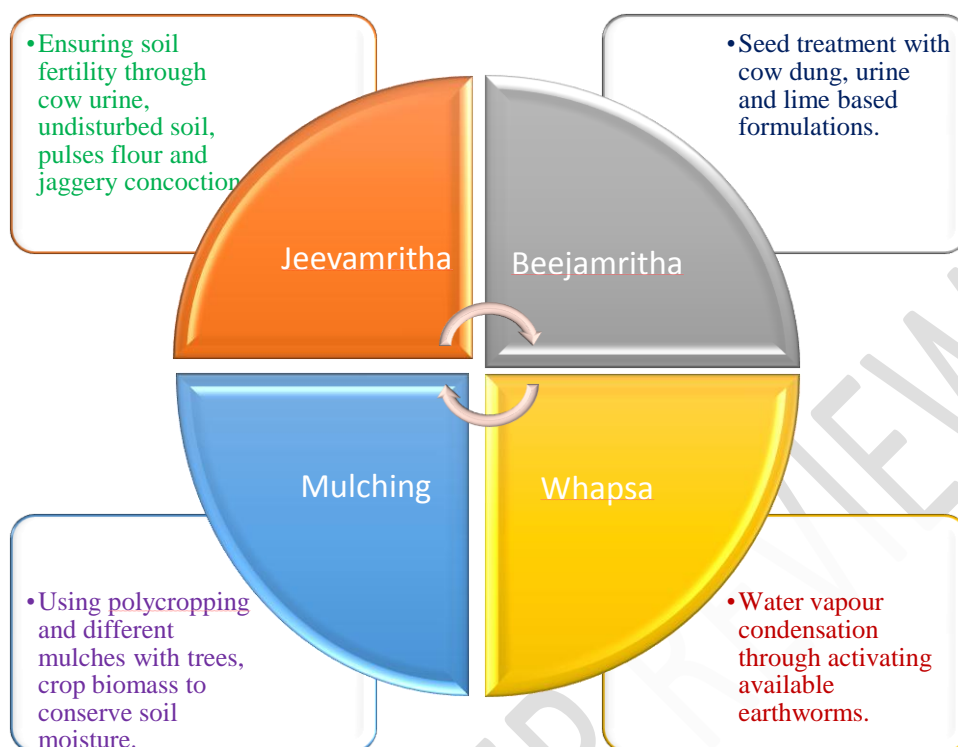 •Ensuring soil
fertility through
cow urine,
undisturbed soil,
pulses flour and
jaggery concoction
•Seed treatment with
cow dung, urine
and lime based
formulations.
Jeevamritha
Beejamritha
Mulching
Whapsa
•Using polycropping
and different
mulches with trees,
crop biomass to
conserve soil
moisture.
•Water vapour
condensation
through activating
available
earthworms.